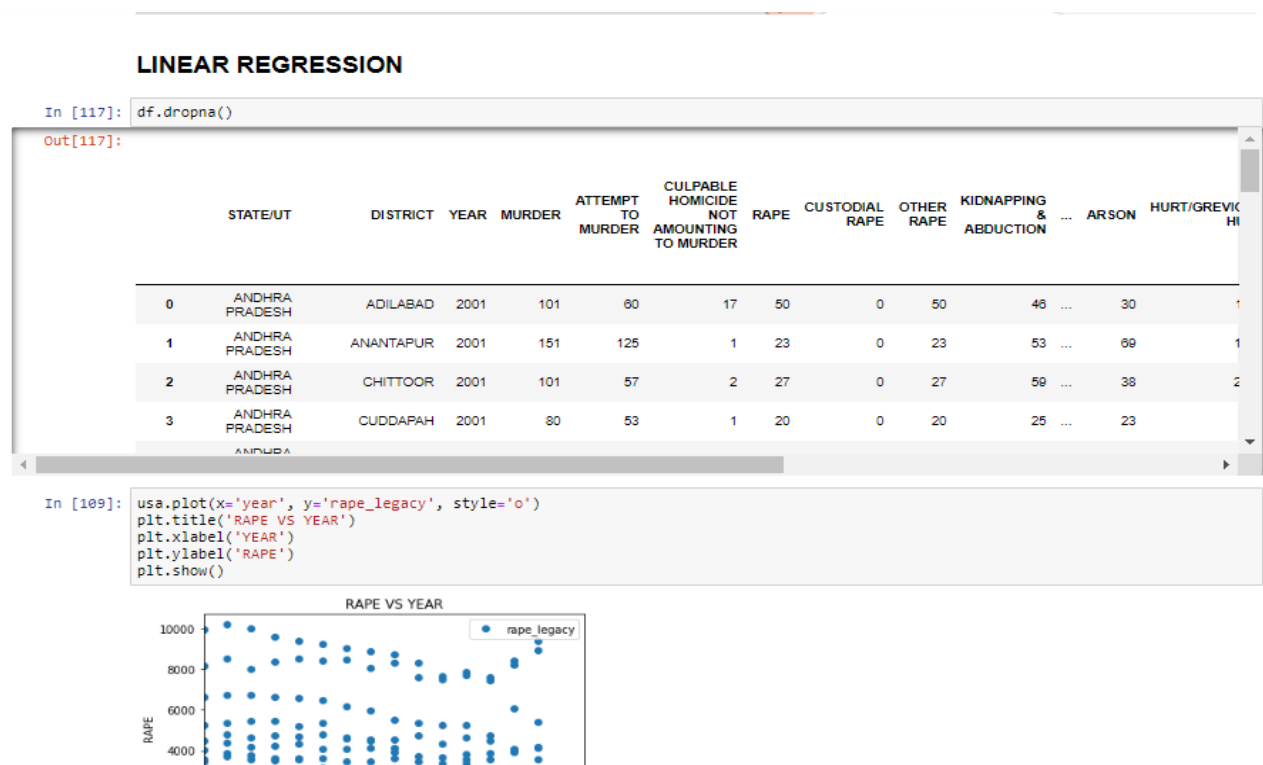 LINEAR REGRESSION
In [117]: df.dropna()
Out[117]:
STATE/UT DISTRICT YEAR MURDER ATTEMPT TO MURDER CULPABLE HOMICIDE NOT AMOUNTING TO MURDER RAPE CUSTODIAL RAPE OTHER RAPE KIDNAPPING & ABDUCTION ... ARSON
0 ANDHRA PRADESH ADILABAD 2001 101 60 17 50 0 50 46 ... 30
1 ANDHRA PRADESH ANANTAPUR 2001 151 125 1 23 0 23 53 ... 69
2 ANDHRA PRADESH CHITTOOR 2001 101 57 2 27 0 27 59 ... 38
3 ANDHRA PRADESH CUDDAPAH 2001 80 53 1 20 0 20 25 ... 23
In [109]: usa.plot(x='year', y='rape_legacy', style='o')
plt.title('RAPE VS YEAR')
plt.xlabel('YEAR')
plt.ylabel('RAPE')
plt.show()
RAPE VS YEAR
rape_legacy
10000
8000
6000
4000
RAPE